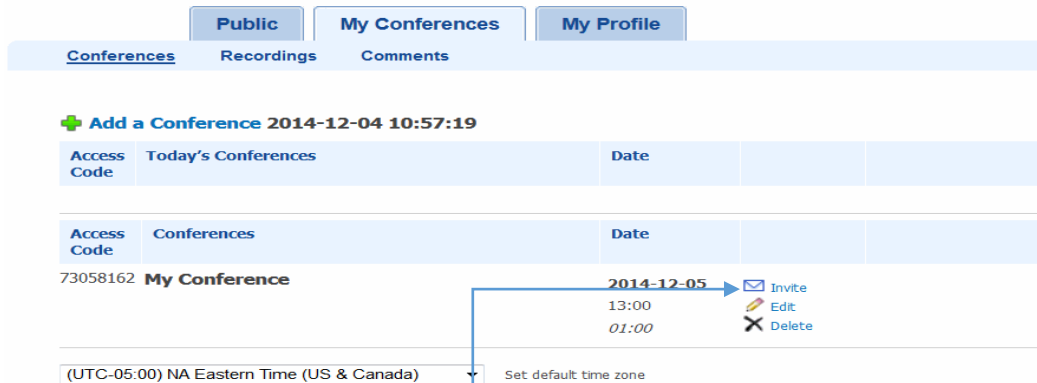 Public My Conferences My Profile
Conferences Recordings Comments
Add a Conference 2014-12-04 10:57:19
Access Code Today's Conferences Date
Access Code Conferences Date
73058162 My Conference 2014-12-05 Invite
13:00 Edit
01:00 Delete
(UTC-05:00) NA Eastern Time (US & Canada) Set default time zone